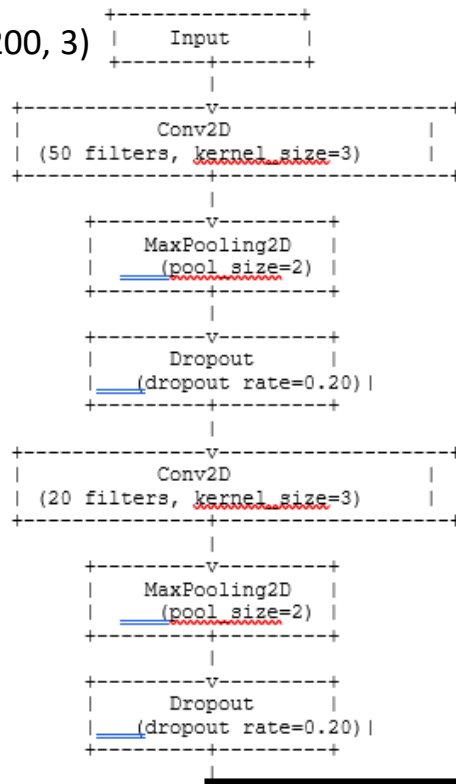 200, 3)
+---------------+
| Input |
+-------+-------+
|
+---------------v------------------+
| Conv2D |
| (50 filters, kernel_size=3) |
+---------------+------------------+
|
+---------v---------+
| MaxPooling2D |
| (pool_size=2) |
+---------+---------+
|
+---------v---------+
| Dropout |
| (dropout rate=0.20)|
+---------+---------+
|
+---------------v------------------+
| Conv2D |
| (20 filters, kernel_size=3) |
+---------------+------------------+
|
+---------v---------+
| MaxPooling2D |
| (pool_size=2) |
+---------+---------+
|
+---------v---------+
| Dropout |
| (dropout rate=0.20)|
+---------+---------+
|